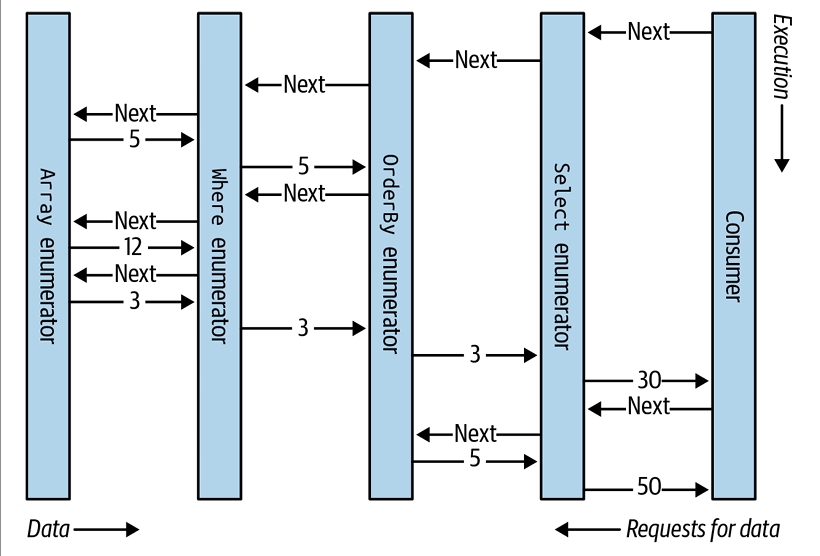 Next
Next
Next
Next
5
5
Next
Next
12
Next
3
3
3
30
Next
Next
5
50
Array enumerator
Where enumerator
OrderBy enumerator
Select enumerator
Consumer
Execution
Data
Requests for data